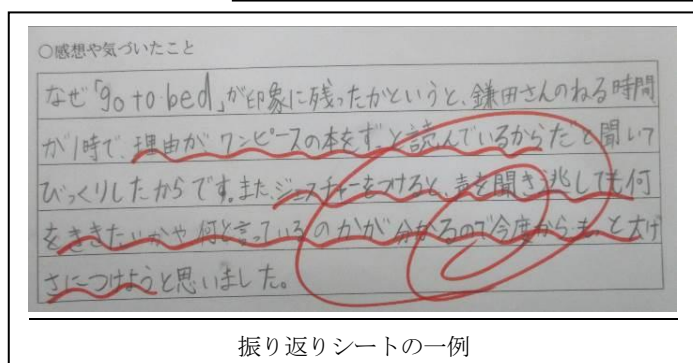 ○感想や気づいたこと
なぜ「go to bed」が印象に残ったかというと、鎌田さんのねる時間
が1時で、理由がワンピースの本をずっと読んでいるからだと聞いて
びっくりしたからです。また、ジェスチャーをつけると、声を聞き逃しても何
をききたいかや何と言っているのかが分かるので今度からもっと大げ
さにつけようと思いました。
振り返りシートの一例